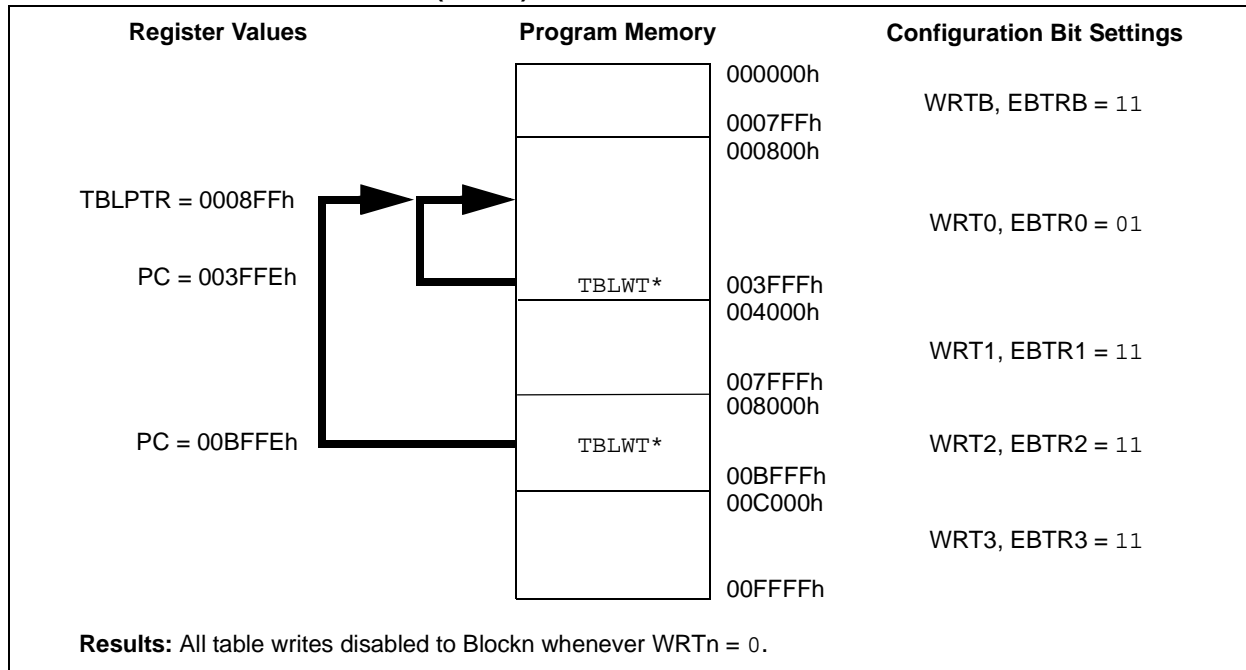 Register Values
Program Memory
Configuration Bit Settings
000000h
WRTB, EBTRB = 11
0007FFh
000800h
TBLPTR = 0008FFh
WRT0, EBTR0 = 01
PC = 003FFEh
TBLWT*
003FFFh
004000h
WRT1, EBTR1 = 11
007FFFh
008000h
PC = 00BFFEh
TBLWT*
WRT2, EBTR2 = 11
00BFFFh
00C000h
WRT3, EBTR3 = 11
00FFFFh
Results: All table writes disabled to Blockn whenever WRTn = 0.